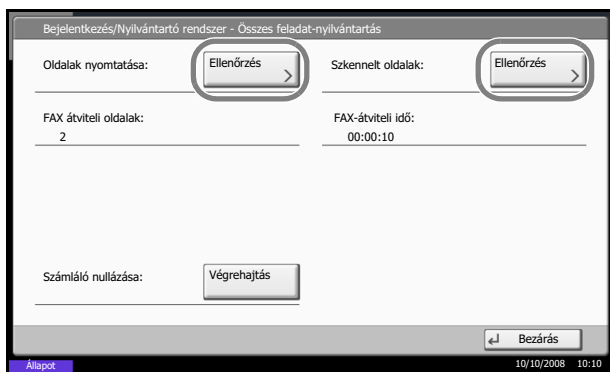 Bejelentkezés/Nyilvántartó rendszer - Összes feladat-nyilvántartás
Oldalak nyomtatása: Ellenőrzés Szkennelt oldalak: Ellenőrzés
FAX átviteli oldalak: FAX-átviteli idő:
2 00:00:10
Számláló nullázása: Végrehajtás
Bezárás
Állapot 10/10/2008 10:10